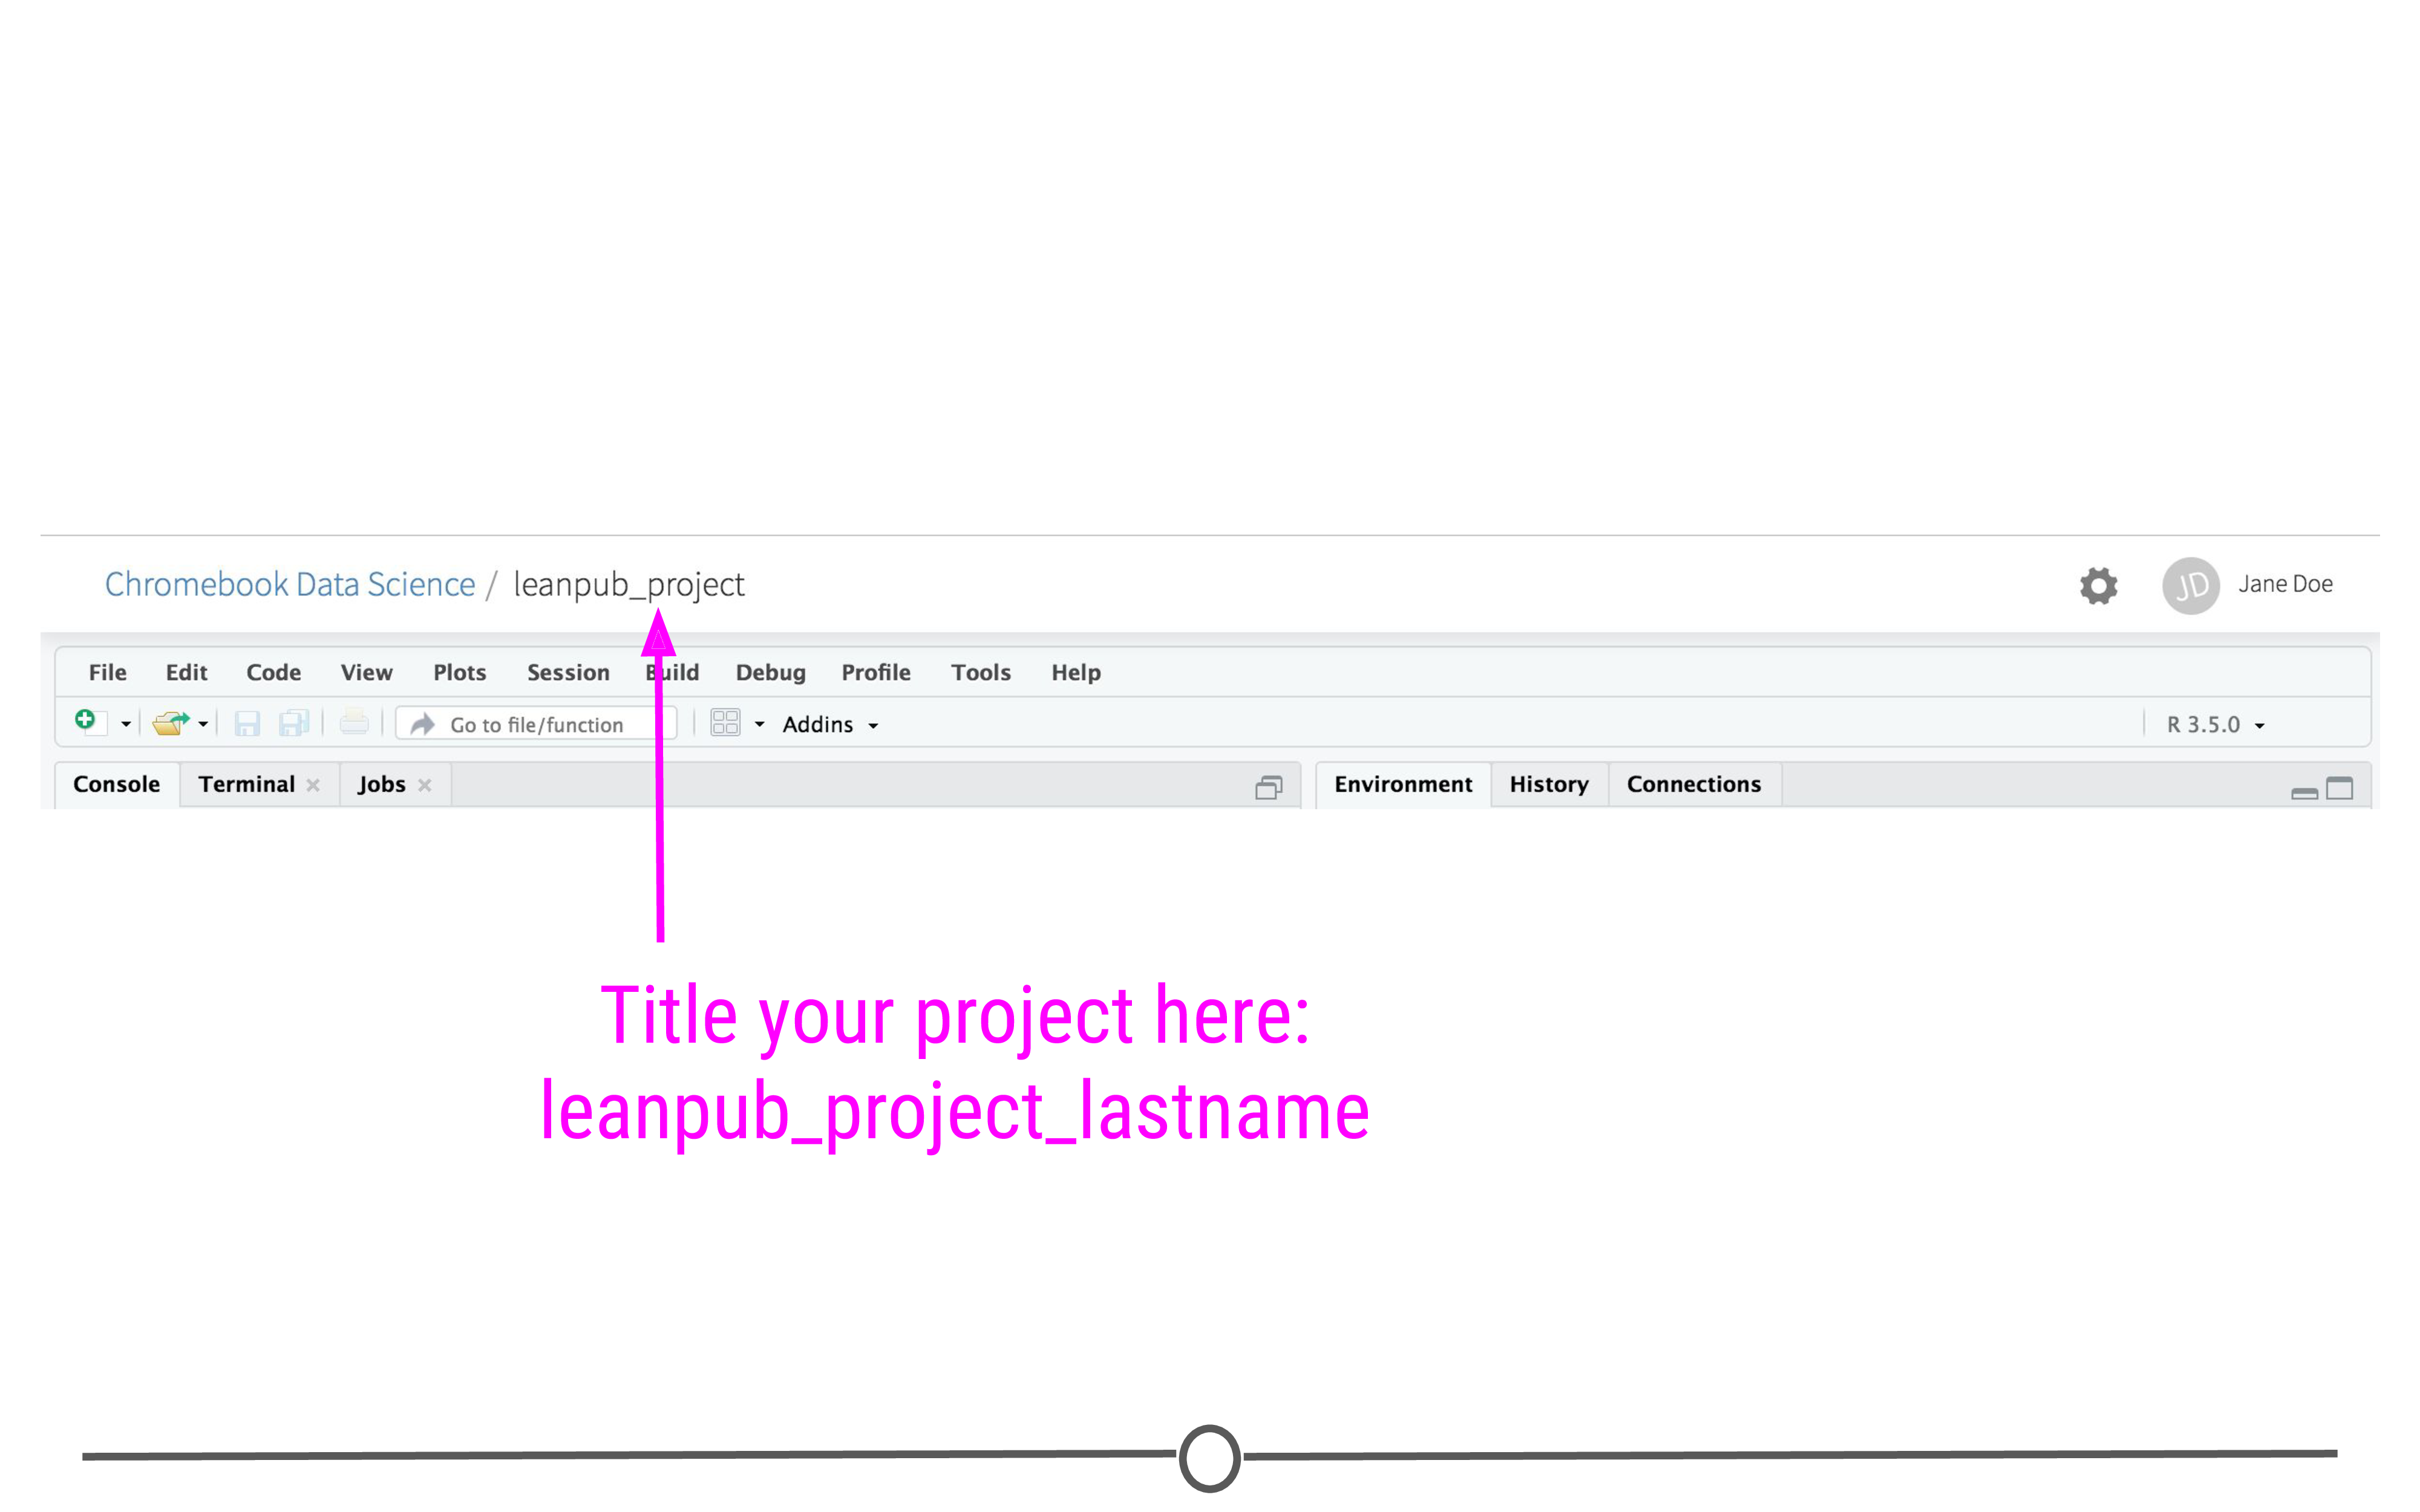 Chromebook Data Science / leanpub_project
JD Jane Doe
File Edit Code View Plots Session Build Debug Profile Tools Help
Go to file/function Addins R 3.5.0
Console Terminal Jobs Environment History Connections
Title your project here:
leanpub_project_lastname